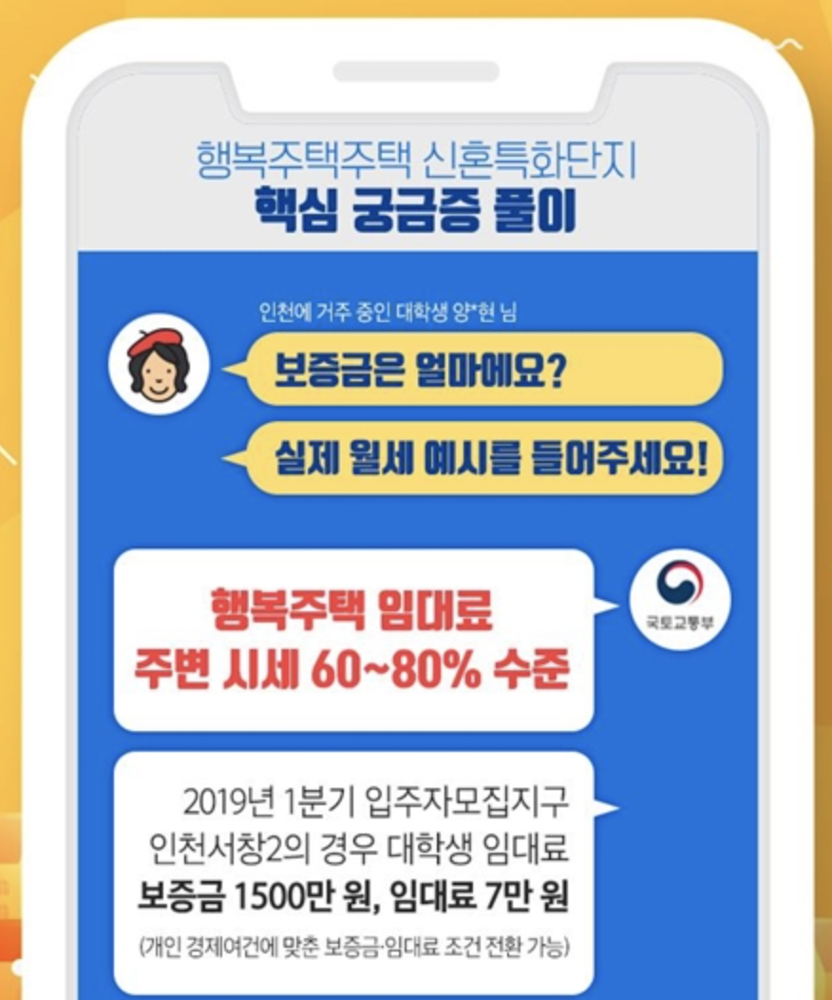 행복주택주택 신혼특화단지
핵심 궁금증 풀이
인천에 거주 중인 대학생 양*현 님
보증금은 얼마에요?
실제 월세 예시를 들어주세요!
행복주택 임대료
주변 시세 60~80% 수준
국토교통부
2019년 1분기 입주자모집지구
인천서창2의 경우 대학생 임대료
보증금 1500만 원, 임대료 7만 원
(개인 경제여건에 맞춘 보증금·임대료 조건 전환 가능)